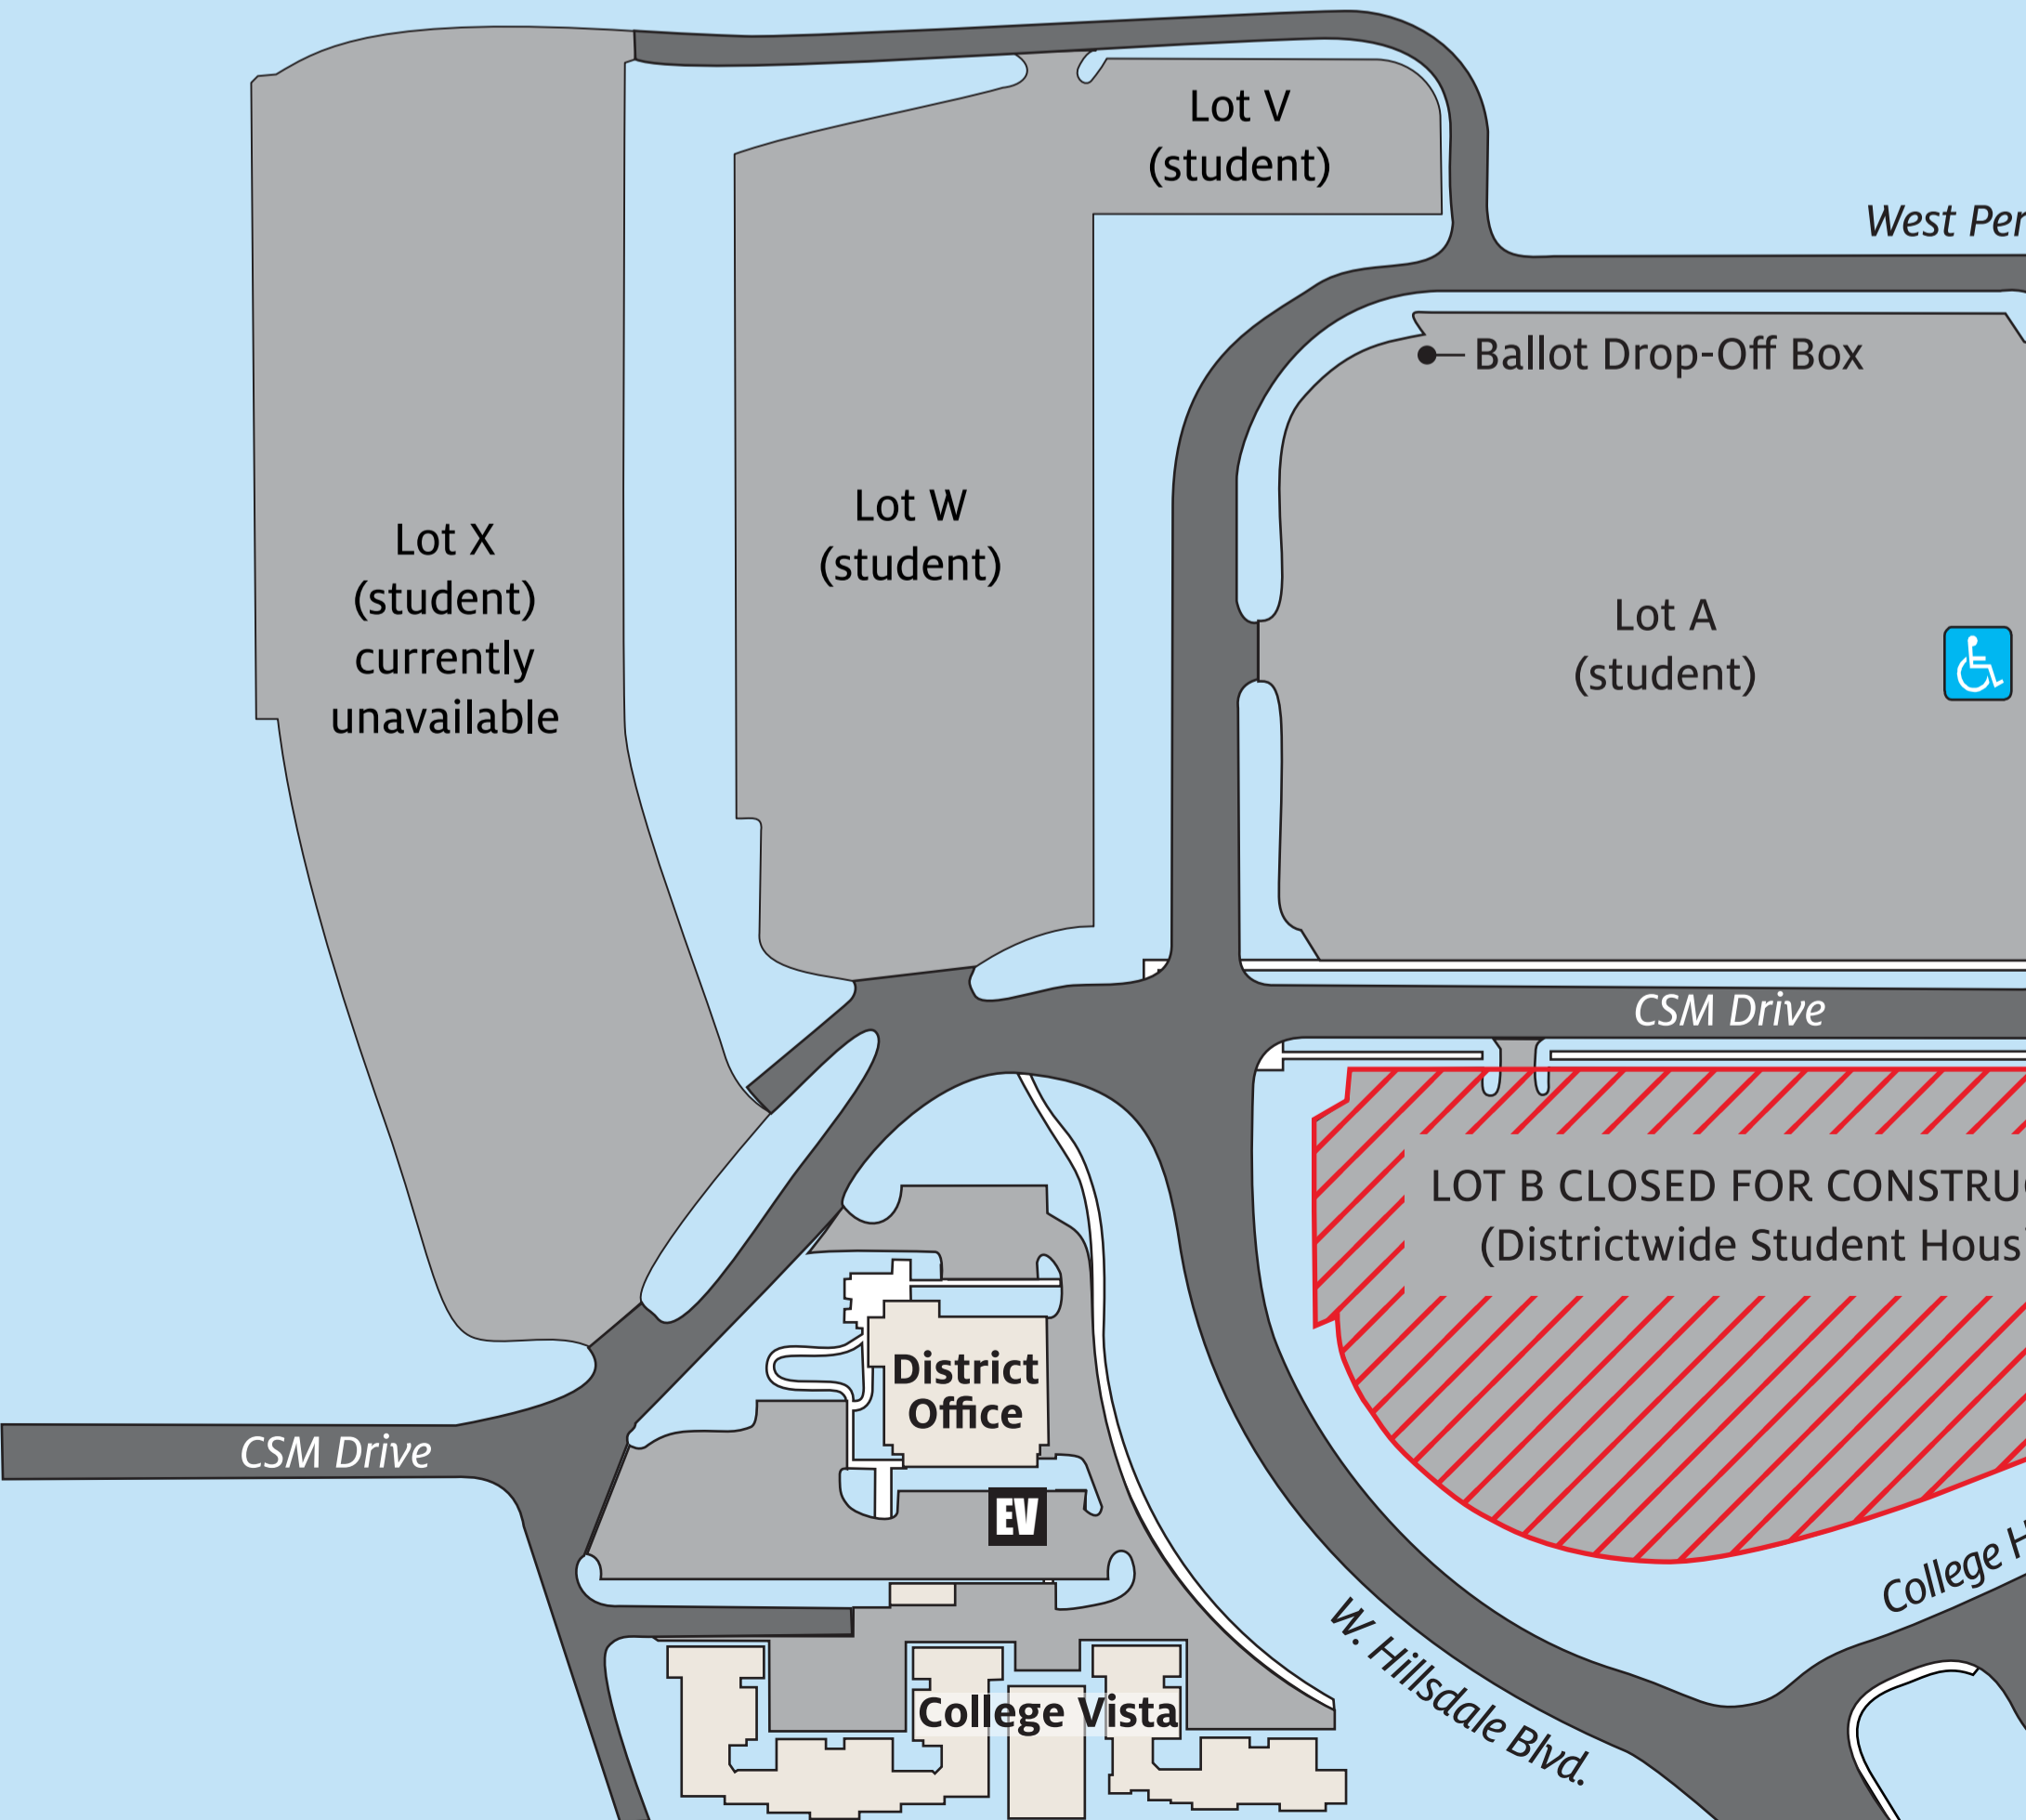 Lot V
(student)
West Per
Ballot Drop-Off Box
Lot W
(student)
Lot X
(student)
currently
unavailable
Lot A
(student)
CSM Drive
LOT B CLOSED FOR CONSTRU
(Districtwide Student Hous
District
Office
CSM Drive
EV
College H
W. Hillsdale Blvd.
College Vista